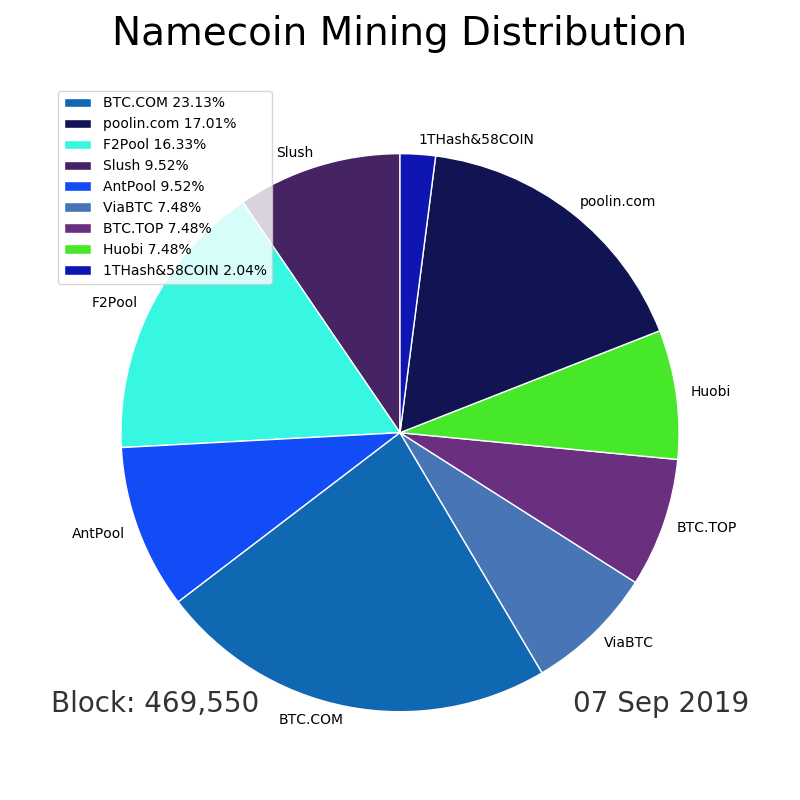 Namecoin Mining Distribution
BTC.COM 23.13%
poolin.com 17.01%
F2Pool 16.33%
Slush 9.52%
AntPool 9.52%
ViaBTC 7.48%
BTC.TOP 7.48%
Huobi 7.48%
1THash&58COIN 2.04%
1THash&58COIN
Slush
poolin.com
F2Pool
Huobi
AntPool
BTC.TOP
ViaBTC
BTC.COM
Block: 469,550
07 Sep 2019